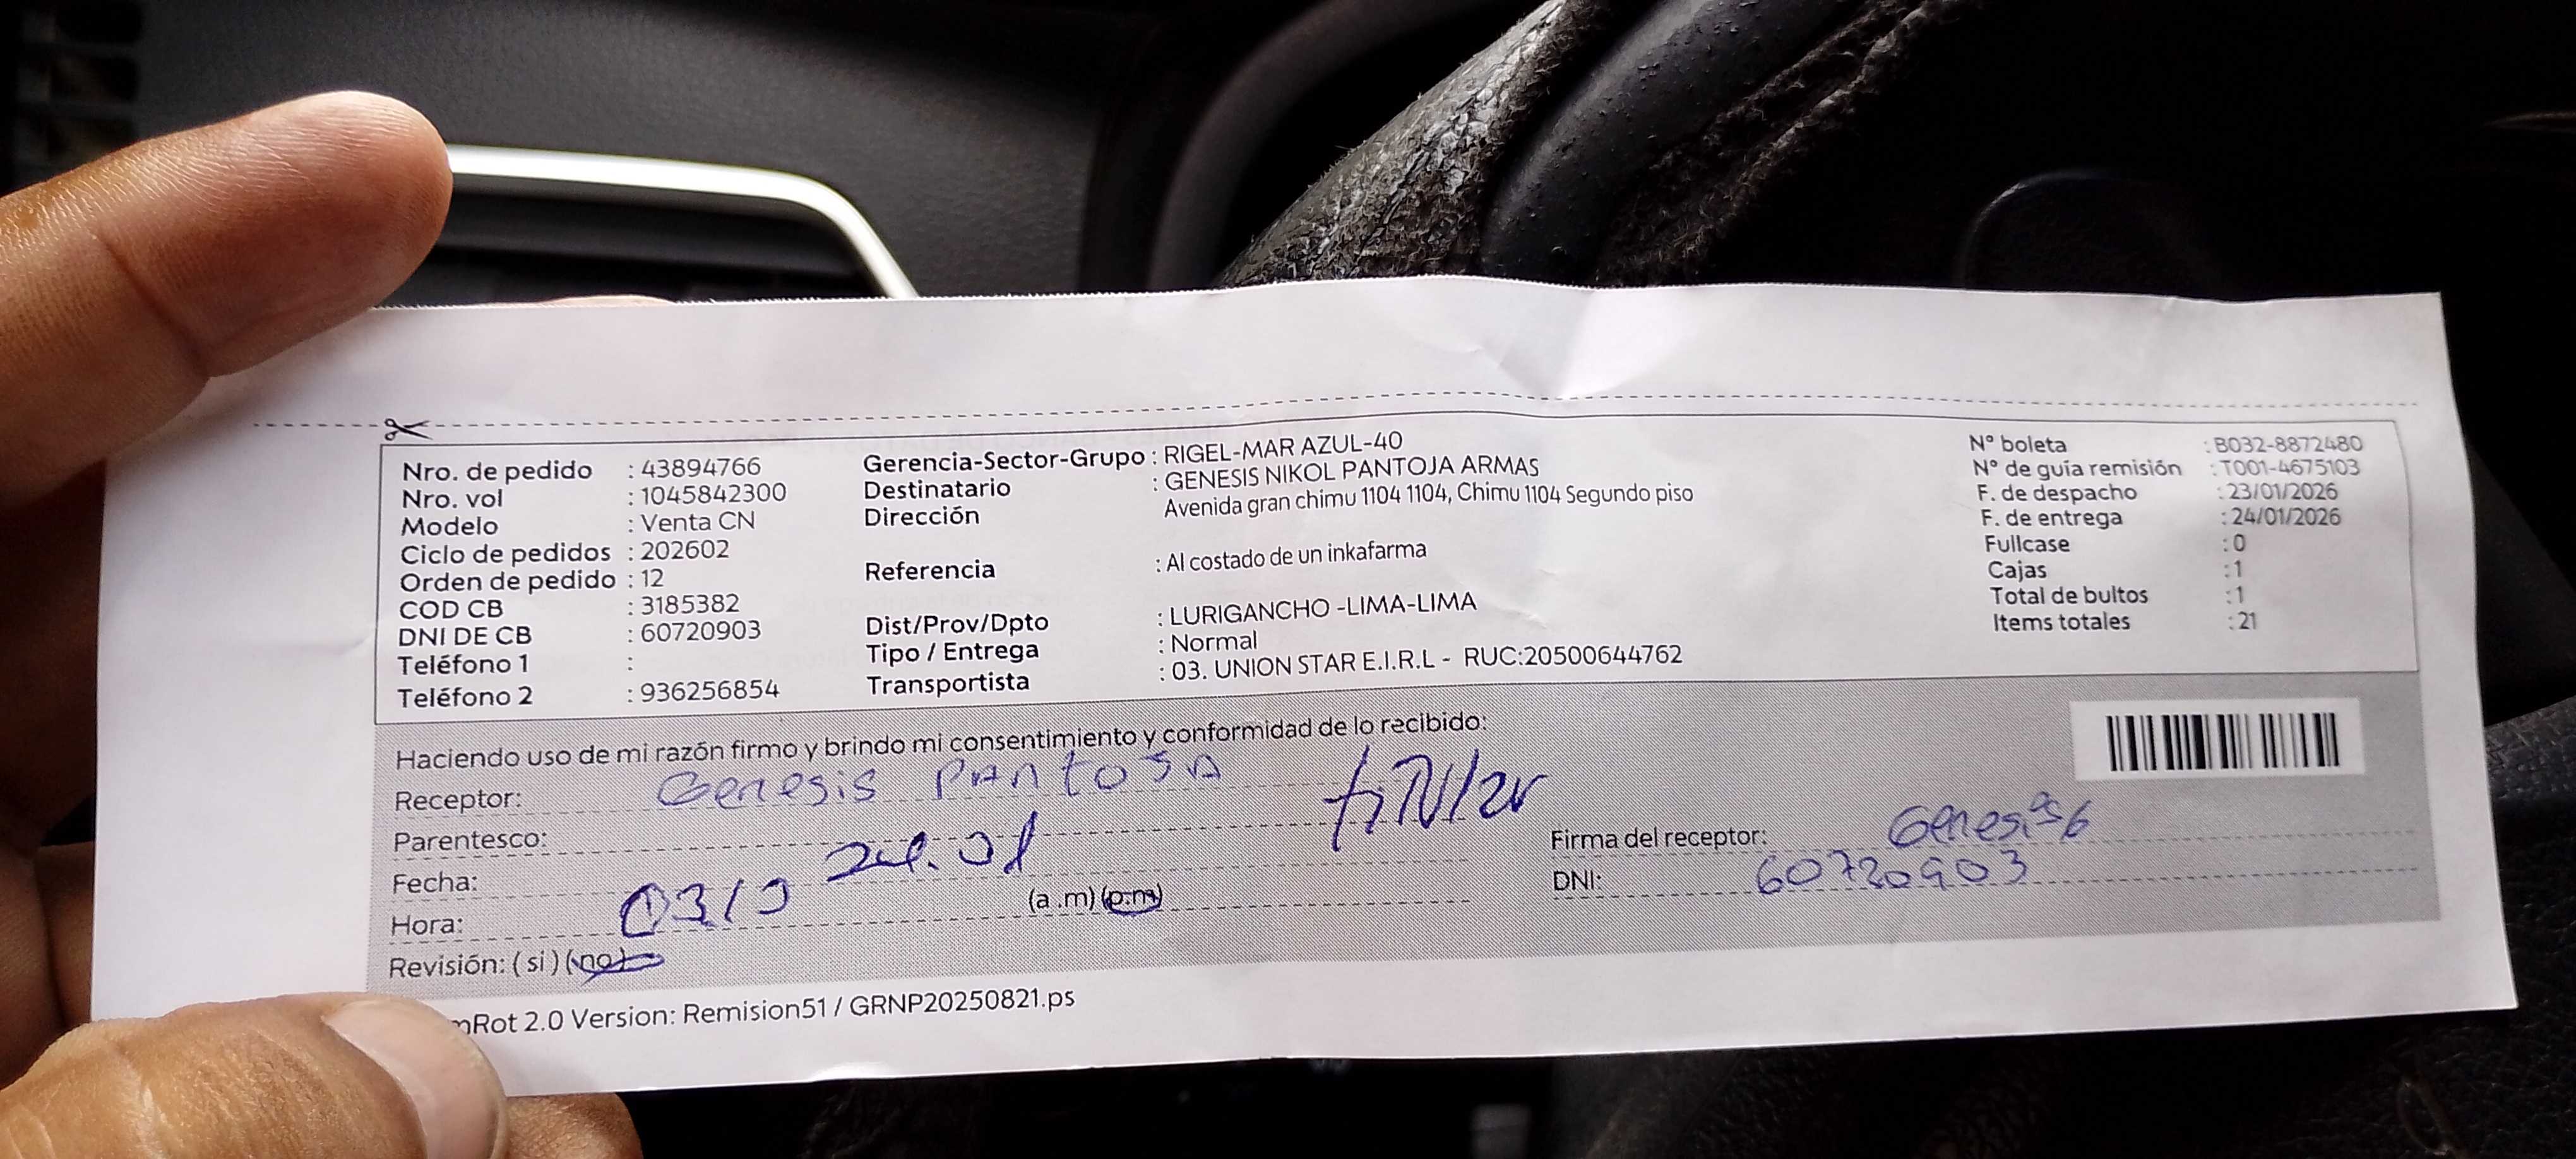 Nro. de pedido : 43894766
Nro. vol : 1045842300
Modelo : Venta CN
Ciclo de pedidos : 202602
Orden de pedido : 12
COD CB : 3185382
DNI DE CB : 60720903
Teléfono 1 :
Teléfono 2 : 936256854
Gerencia-Sector-Grupo : RIGEL-MAR AZUL-40
Destinatario : GENESIS NIKOL PANTOJA ARMAS
Dirección Avenida gran chimu 1104 1104, Chimu 1104 Segundo piso
Referencia : Al costado de un inkafarma
Dist/Prov/Dpto : LURIGANCHO -LIMA-LIMA
Tipo / Entrega : Normal
Transportista : 03. UNION STAR E.I.R.L - RUC:20500644762
N° boleta : B032-8872480
N° de guía remisión : T001-4675103
F. de despacho : 23/01/2026
F. de entrega : 24/01/2026
Fullcase : 0
Cajas : 1
Total de bultos : 1
Items totales : 21
Haciendo uso de mi razón firmo y brindo mi consentimiento y conformidad de lo recibido:
Receptor: Genesis PAntoJA
Parentesco: titular
Fecha: 24.01
Hora: (a .m) (p.m)
Revisión: ( si ) (no)
Firma del receptor: Genesis
DNI: 60720903
mRot 2.0 Version: Remision51 / GRNP20250821.ps